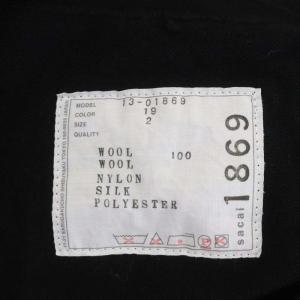 MODEL 13-01869
COLOR 19
SIZE 2
QUALITY
WOOL 100
WOOL
NYLON
SILK
POLYESTER
sacai 1869